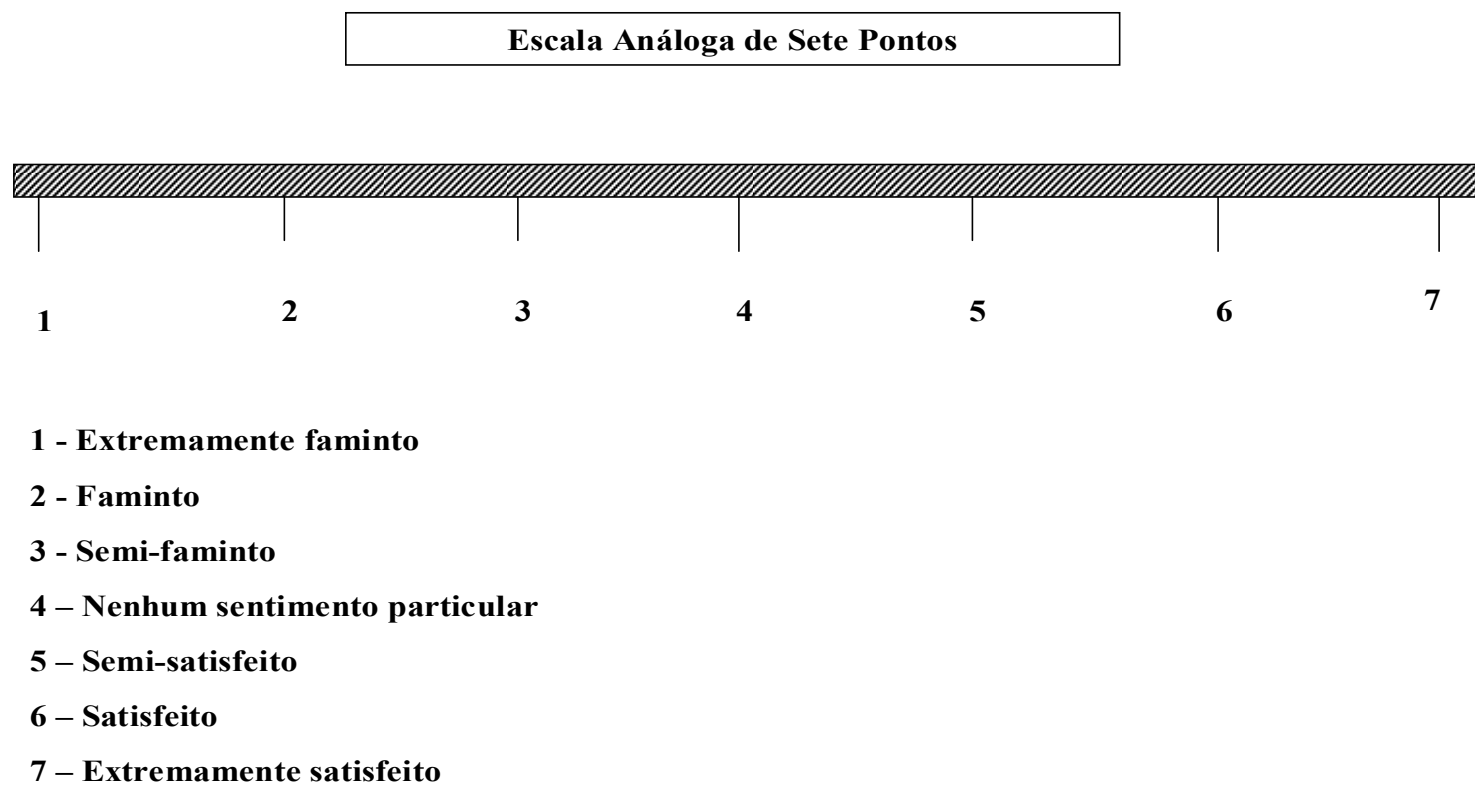 Escala Análoga de Sete Pontos
1 2 3 4 5 6 7
1 - Extremamente faminto
2 - Faminto
3 - Semi-faminto
4 – Nenhum sentimento particular
5 – Semi-satisfeito
6 – Satisfeito
7 – Extremamente satisfeito